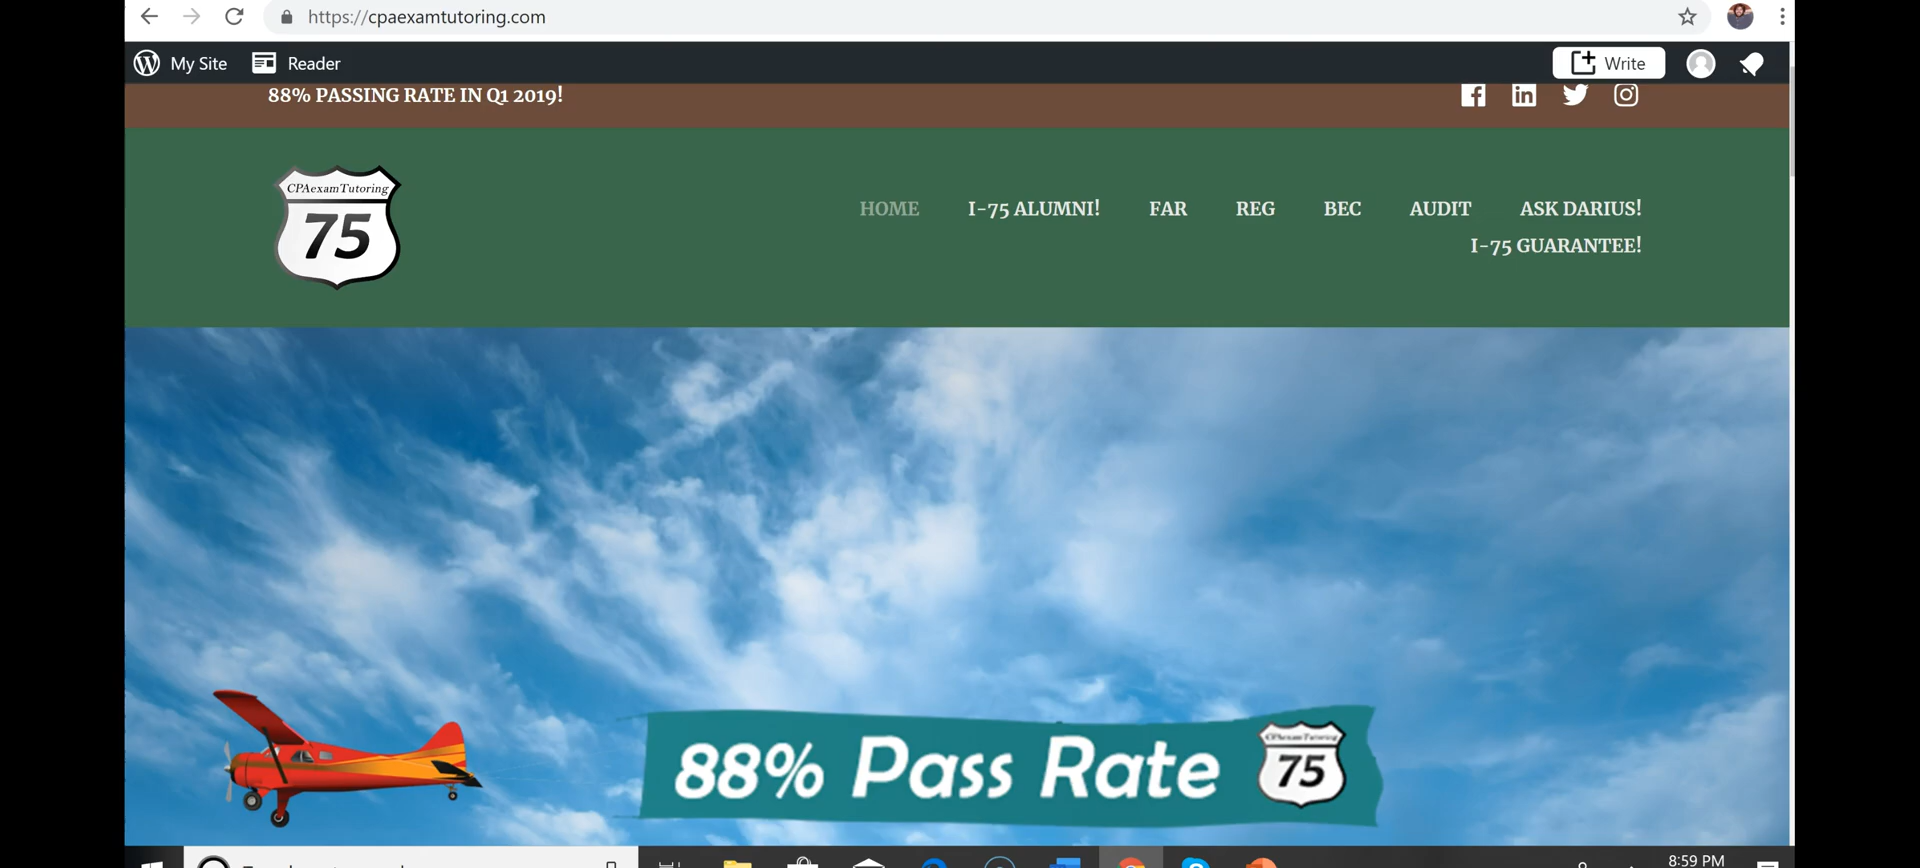 https://cpaexamtutoring.com
My Site Reader Write
88% PASSING RATE IN Q1 2019!
CPAexamTutoring
75
HOME I-75 ALUMNI! FAR REG BEC AUDIT ASK DARIUS!
I-75 GUARANTEE!
88% Pass Rate
CPAexamTutoring
75
8:59 PM